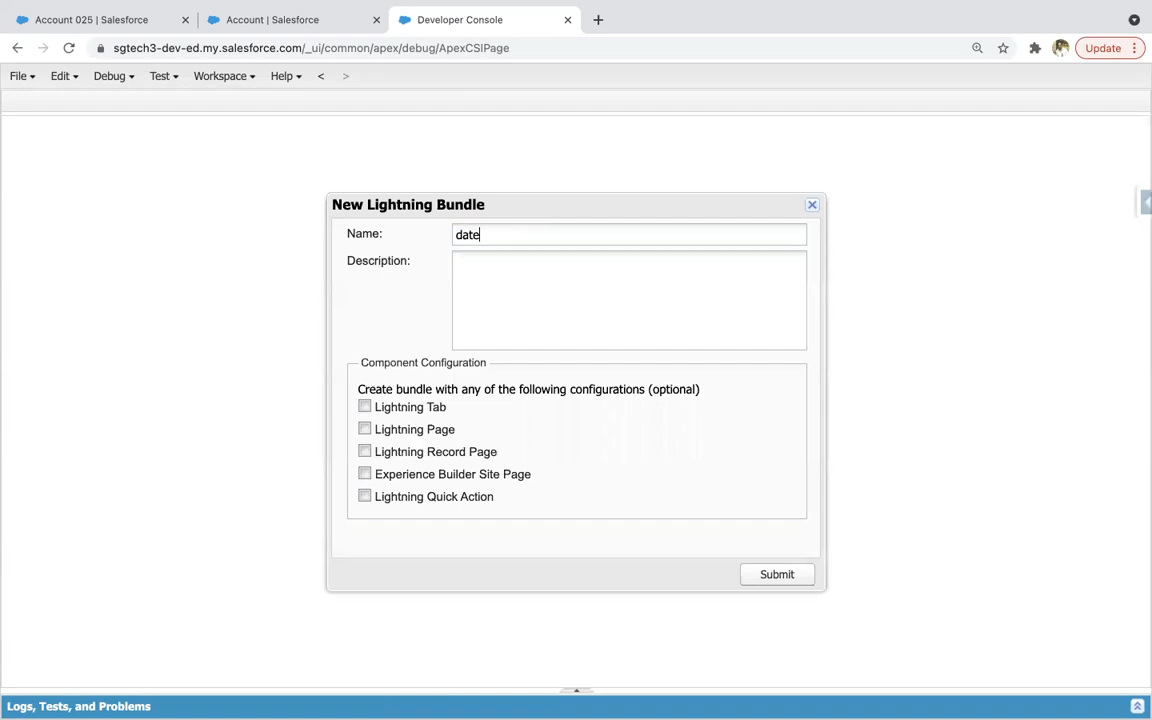 Account 025 | Salesforce
Account | Salesforce
Developer Console
sgtech3-dev-ed.my.salesforce.com/_ui/common/apex/debug/ApexCSIPage
Update
File Edit Debug Test Workspace Help < >
New Lightning Bundle
Name: date
Description:
Component Configuration
Create bundle with any of the following configurations (optional)
Lightning Tab
Lightning Page
Lightning Record Page
Experience Builder Site Page
Lightning Quick Action
Submit
Logs, Tests, and Problems